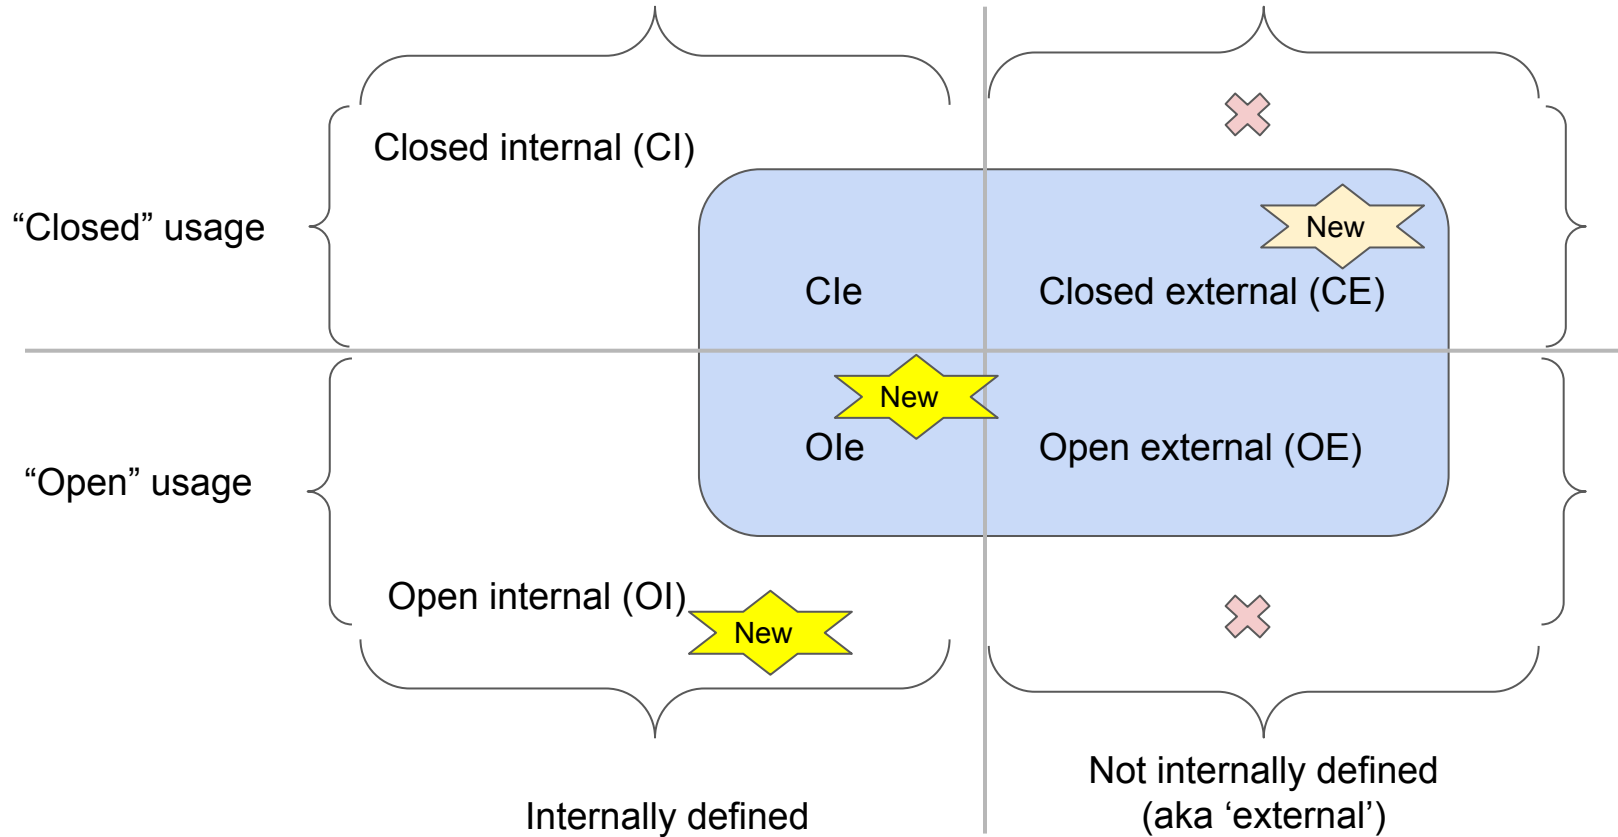 Closed internal (CI)
“Closed” usage
New
CIe
Closed external (CE)
New
OIe
Open external (OE)
“Open” usage
Open internal (OI)
New
Internally defined
Not internally defined
(aka ‘external’)